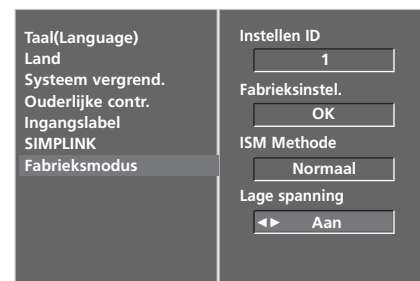 Taal(Language)
Land
Systeem vergrend.
Ouderlijke contr.
Ingangslabel
SIMPLINK
Fabrieksmodus
Instellen ID
1
Fabrieksinstel.
OK
ISM Methode
Normaal
Lage spanning
◄► Aan